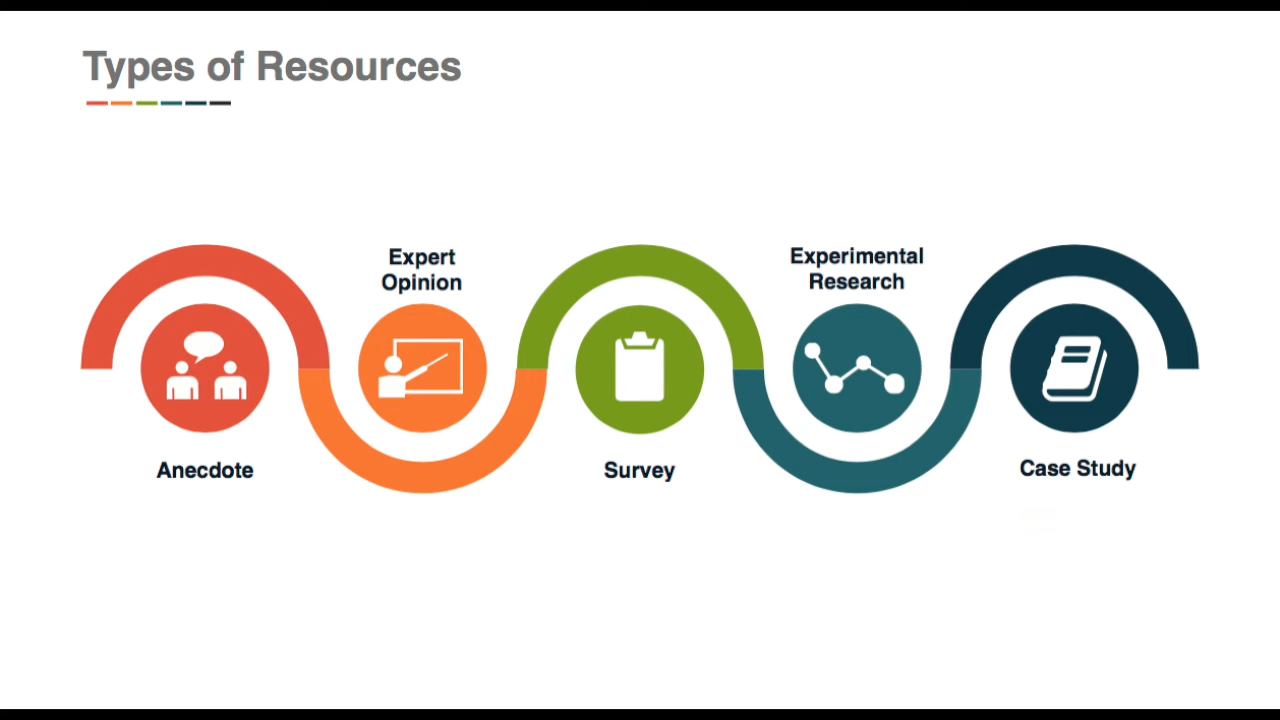 Types of Resources
Expert
Opinion
Experimental
Research
Anecdote
Survey
Case Study